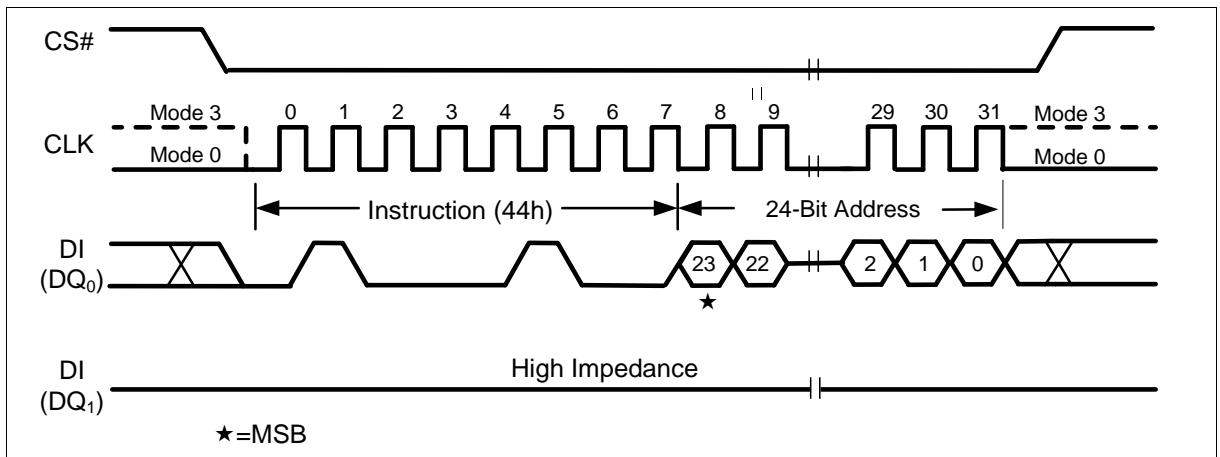 CS#
Mode 3 0 1 2 3 4 5 6 7 8 9 29 30 31 Mode 3
CLK
Mode 0 Mode 0
Instruction (44h) 24-Bit Address
DI
(DQ0) 23 22 2 1 0
★
DI High Impedance
(DQ1)
★=MSB